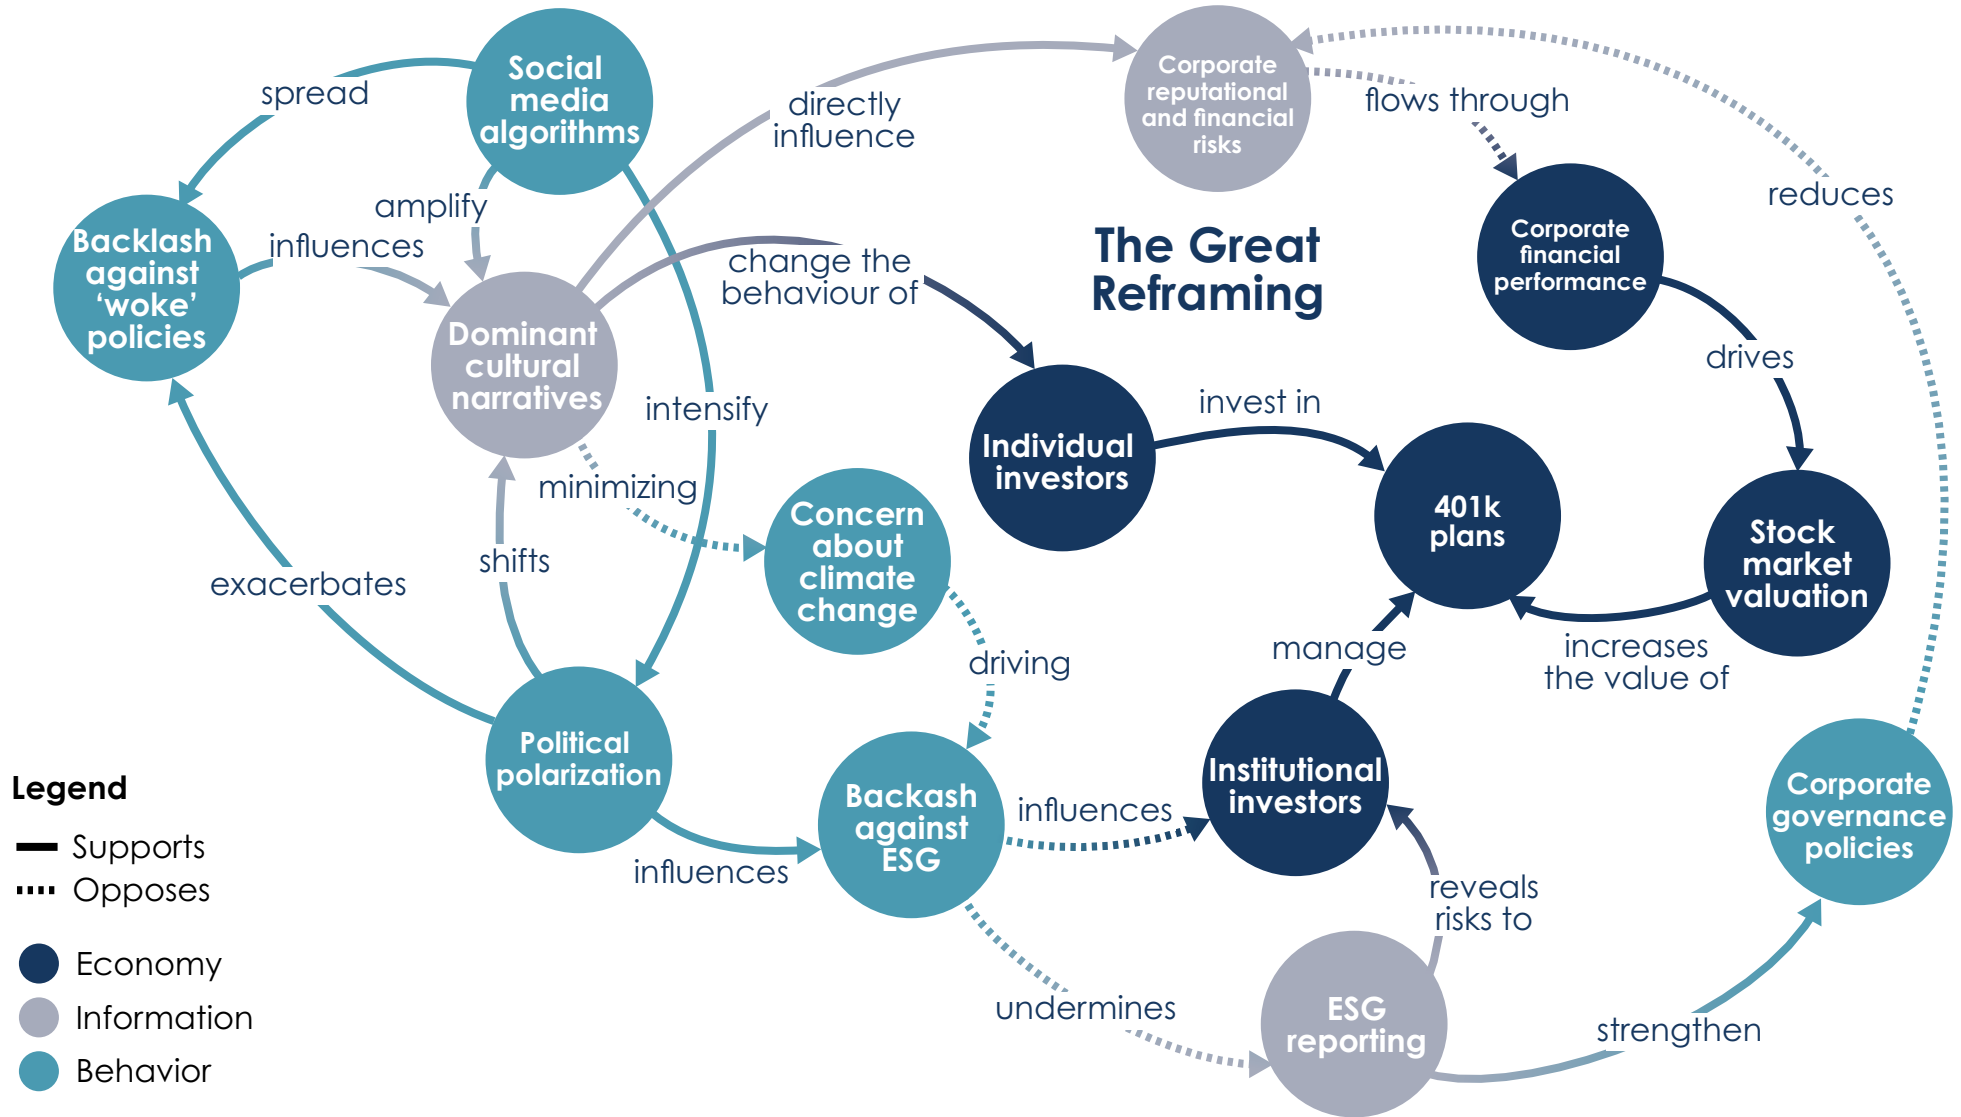 Social
media
algorithms
spread
directly
influence
Corporate
reputational
and financial
risks
flows through
reduces
amplify
influences
Backlash
against
‘woke’
policies
change the
behaviour of
The Great
Reframing
Corporate
financial
performance
Dominant
cultural
narratives
drives
intensify
invest in
Individual
investors
minimizing
401k
plans
Concern
about
climate
change
Stock
market
valuation
shifts
exacerbates
driving
manage
increases
the value of
Political
polarization
Institutional
investors
Backash
against
ESG
influences
Corporate
governance
policies
influences
reveals
risks to
undermines
ESG
reporting
strengthen
Legend
Supports
Opposes
Economy
Information
Behavior